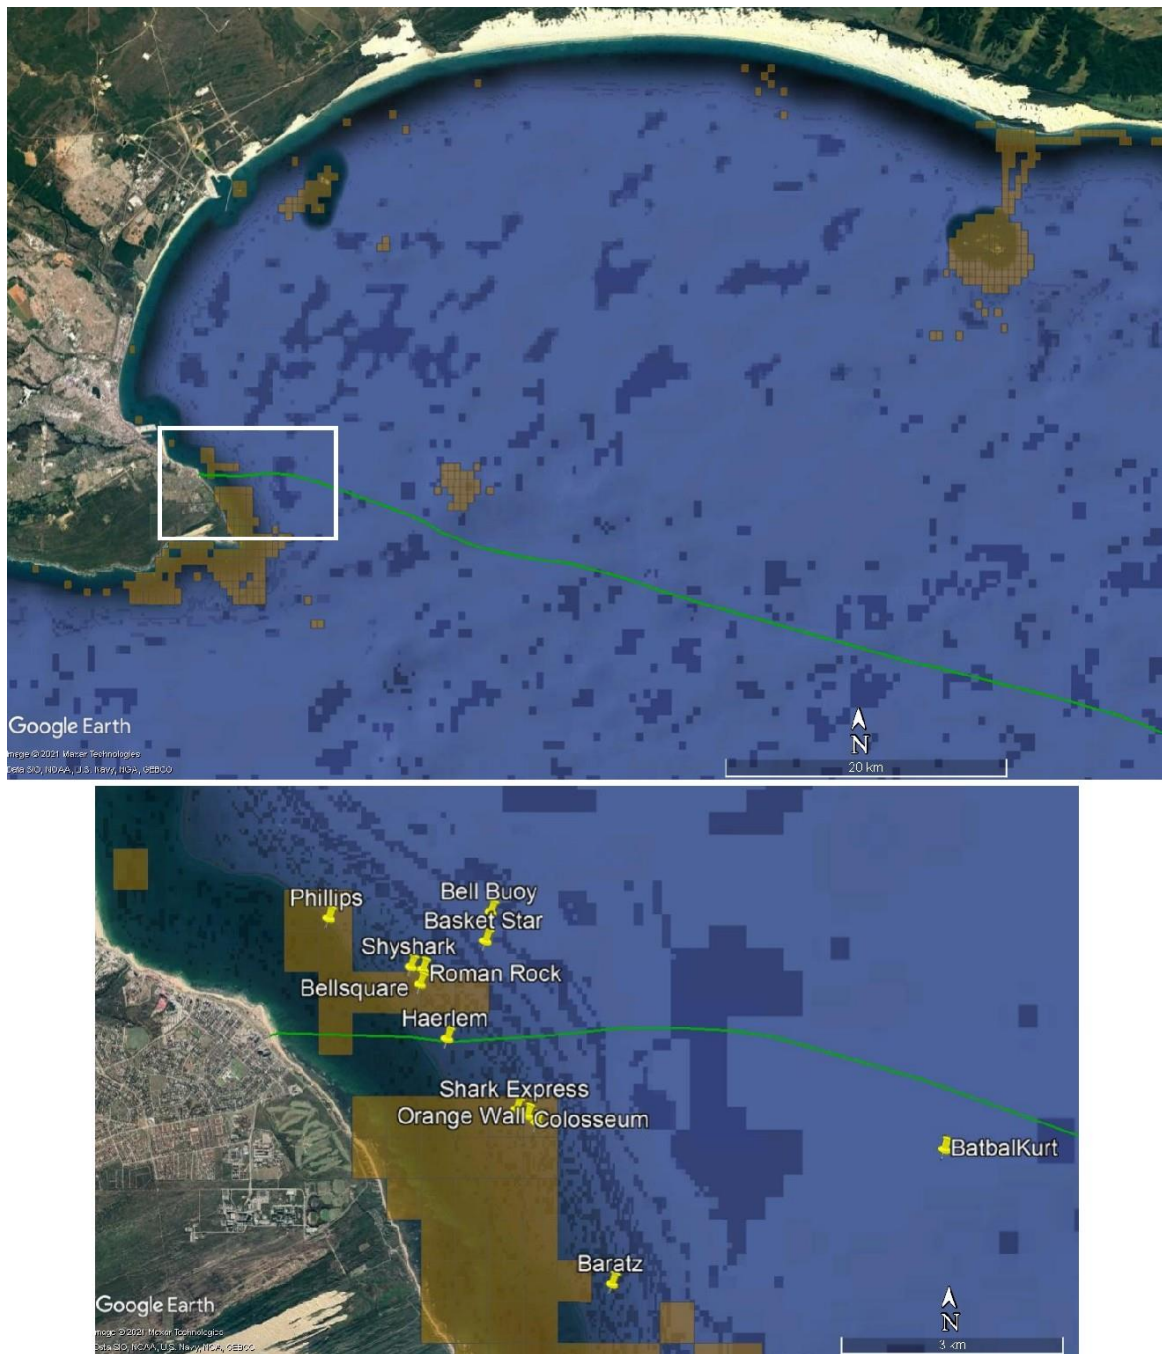 Google Earth
Image © 2021 Maxar Technologies
Data SIO, NOAA, U.S. Navy, NGA, GEBCO
N
20 km
Phillips
Bell Buoy
Basket Star
Shyshark
Roman Rock
Bellsquare
Haerlem
Shark Express
Orange Wall
Colosseum
BatbalKurt
Baratz
Google Earth
Image © 2021 Maxar Technologies
Data SIO, NOAA, U.S. Navy, NGA, GEBCO
N
3 km